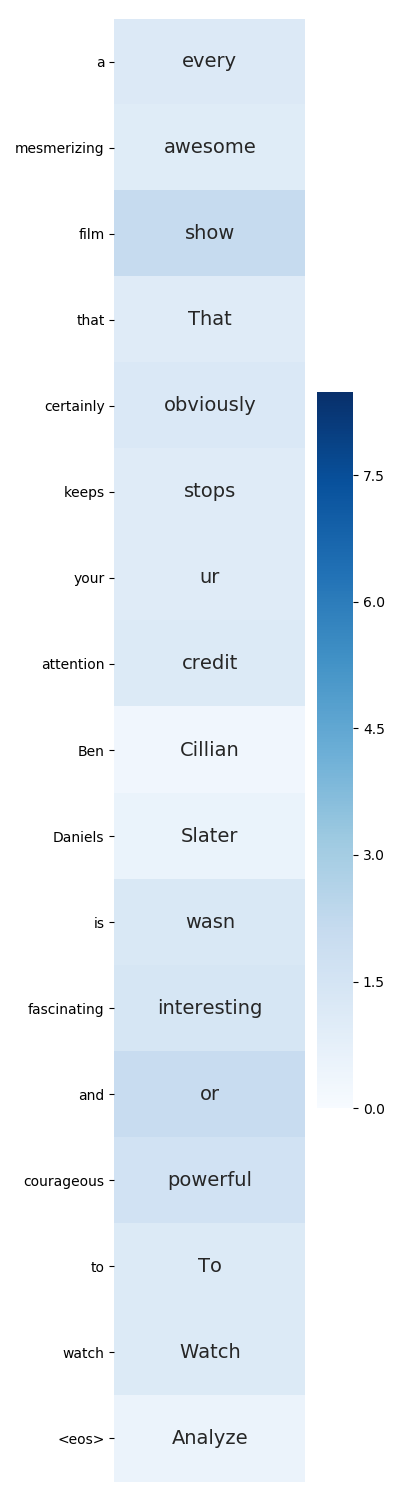 a every
mesmerizing awesome
film show
that That
certainly obviously
keeps stops
your ur
attention credit
Ben Cillian
Daniels Slater
is wasn
fascinating interesting
and or
courageous powerful
to To
watch Watch
<eos> Analyze
7.5
6.0
4.5
3.0
1.5
0.0